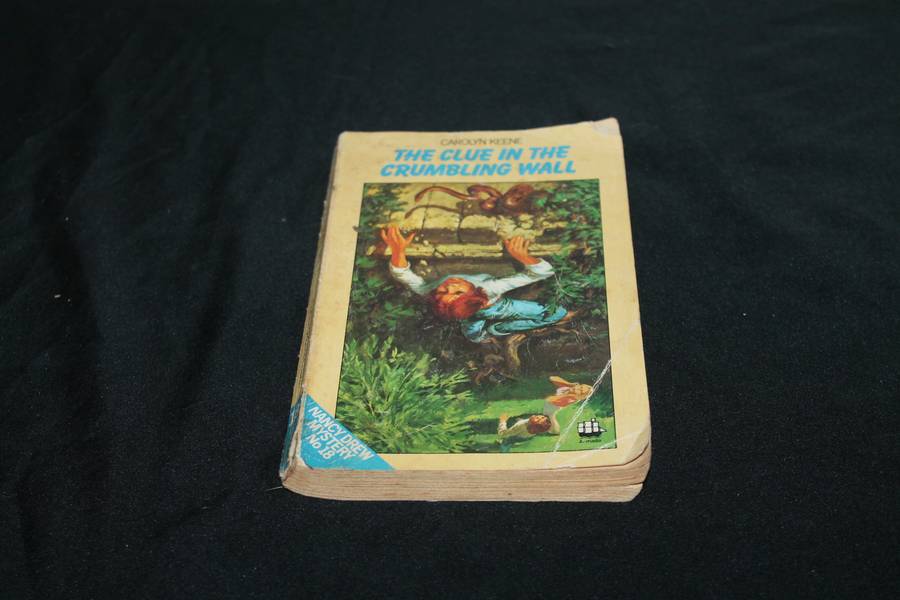 CAROLYN KEENE
THE CLUE IN THE
CRUMBLING WALL
NANCY DREW
MYSTERY
No 18